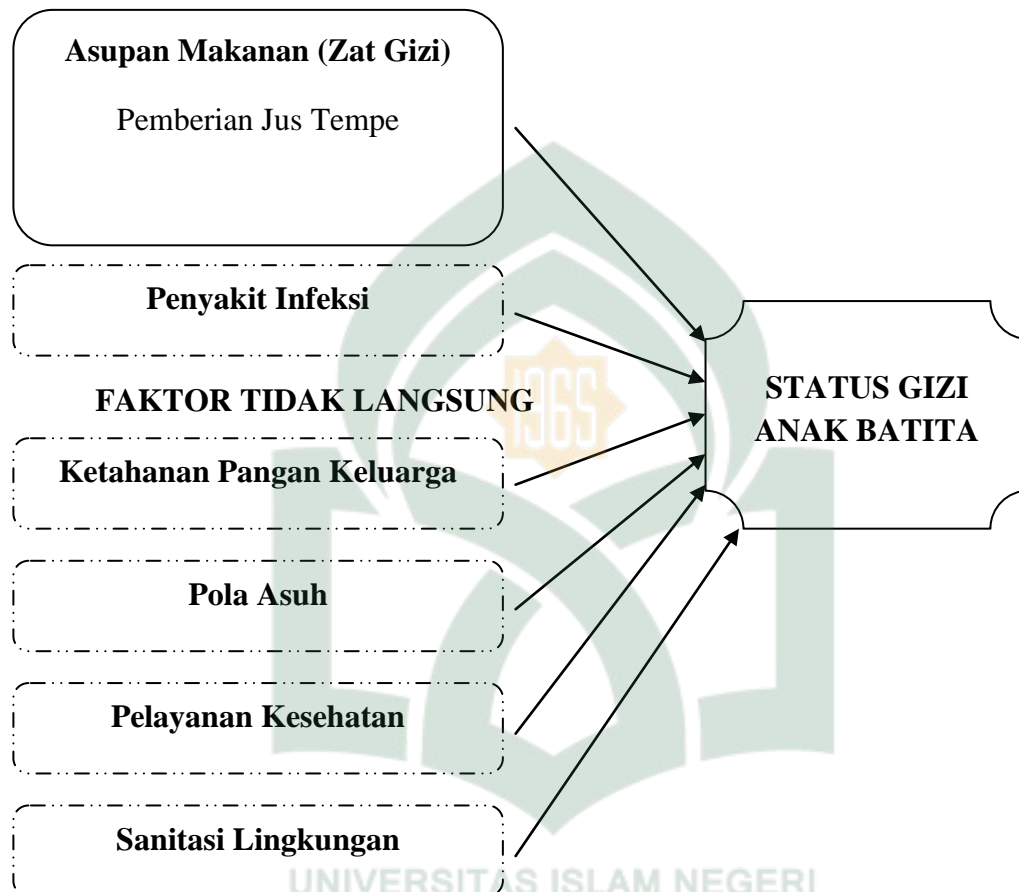 Asupan Makanan (Zat Gizi)
Pemberian Jus Tempe
Penyakit Infeksi
FAKTOR TIDAK LANGSUNG
Ketahanan Pangan Keluarga
Pola Asuh
Pelayanan Kesehatan
Sanitasi Lingkungan
STATUS GIZI
ANAK BATITA
1965
UNIVERSITAS ISLAM NEGERI